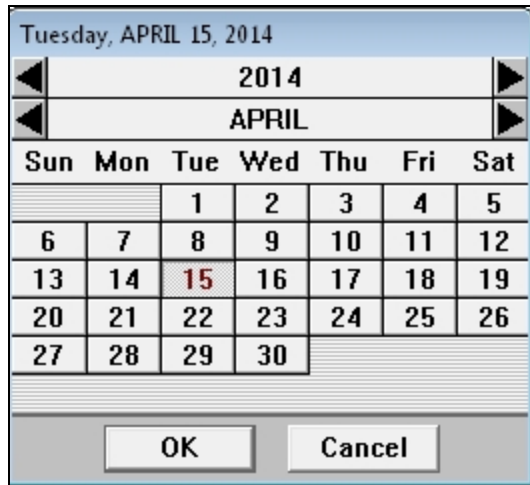 Tuesday, APRIL 15, 2014
2014
APRIL
Sun Mon Tue Wed Thu Fri Sat
1 2 3 4 5
6 7 8 9 10 11 12
13 14 15 16 17 18 19
20 21 22 23 24 25 26
27 28 29 30
OK Cancel